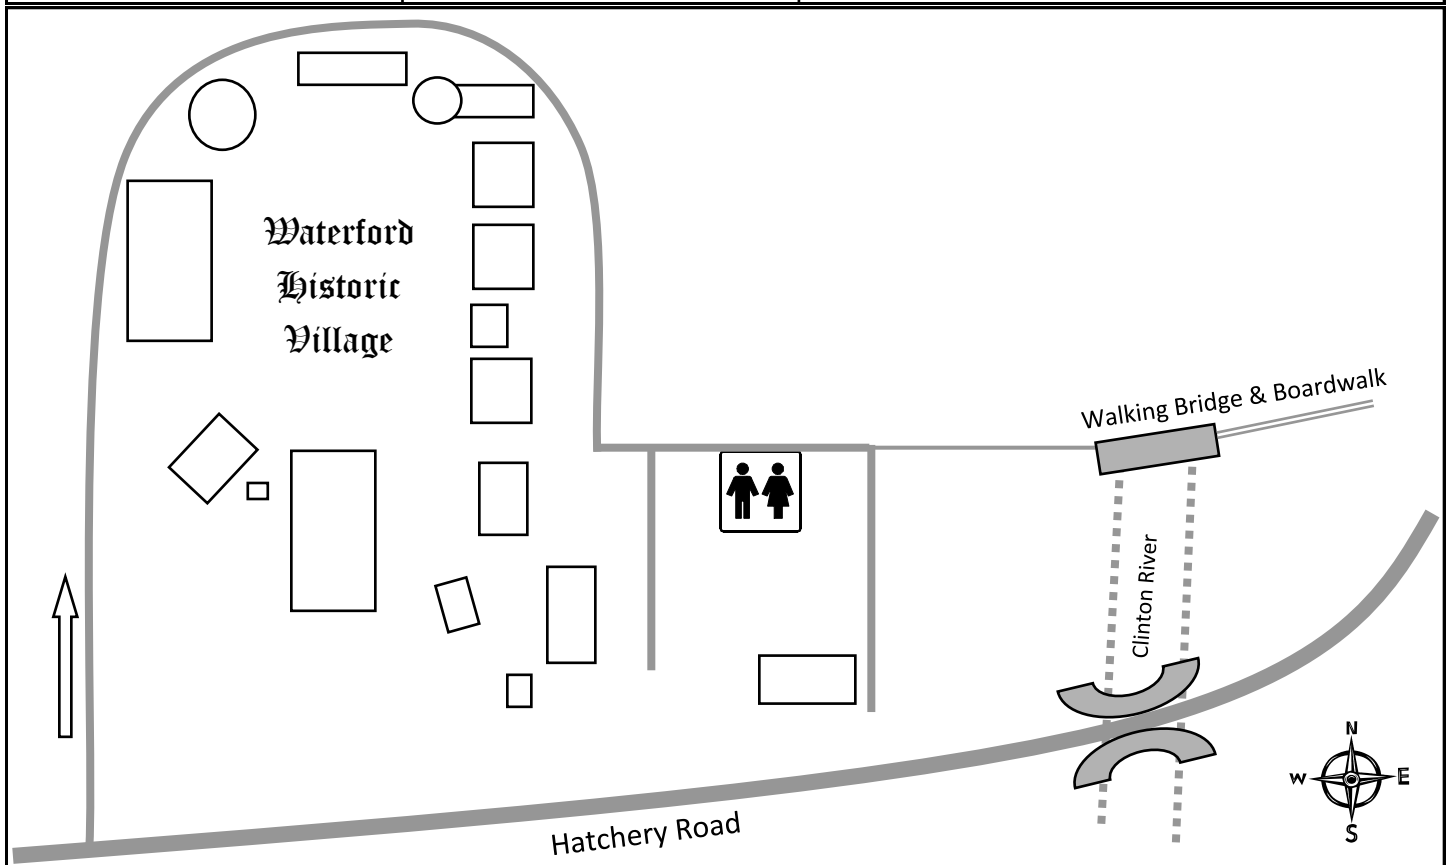 Waterford
Historic
Village
Walking Bridge & Boardwalk
Clinton River
Hatchery Road
N
W
E
S